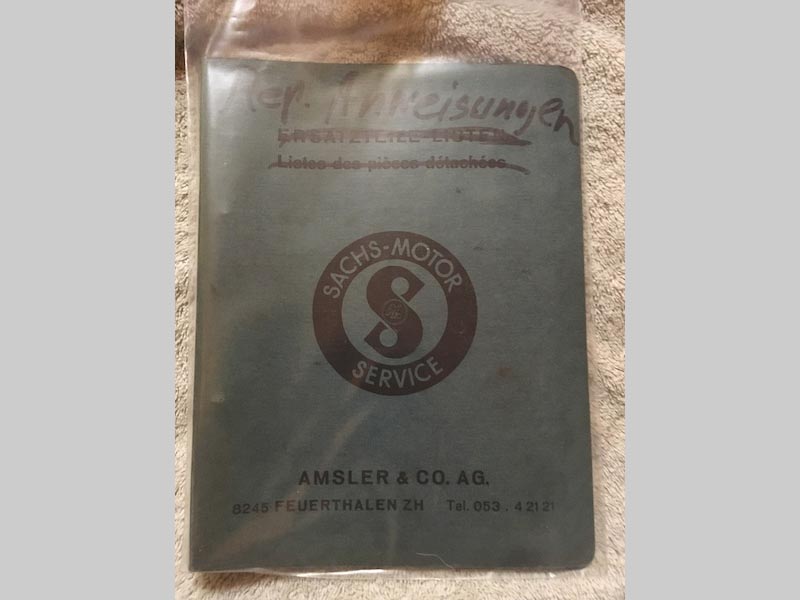 Rep. Anweisungen
ERSATZTEILE-LISTEN
Listes des pièces détachées
SACHS-MOTOR
S
SERVICE
AMSLER & CO. AG.
8245 FEUERTHALEN ZH Tel. 053 . 4 21 21